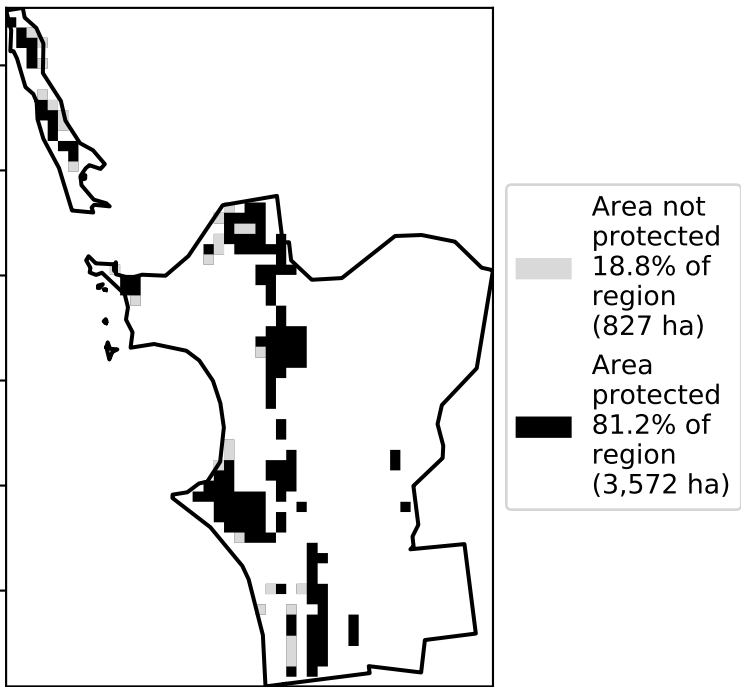 Area not
protected
18.8% of
region
(827 ha)
Area
protected
81.2% of
region
(3,572 ha)